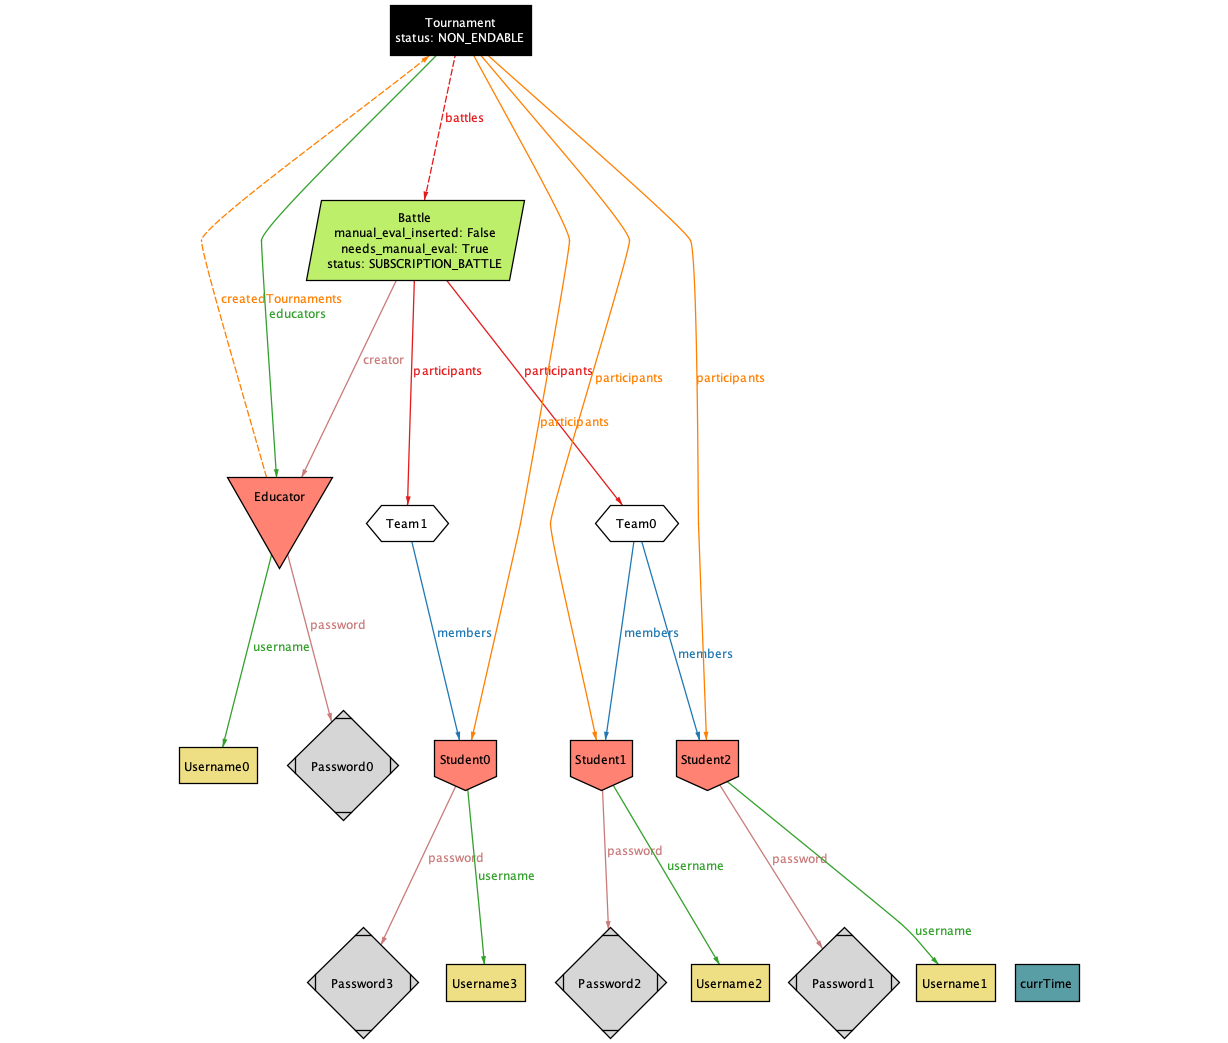 Tournament
status: NON_ENDABLE
battles
Battle
manual_eval_inserted: False
needs_manual_eval: True
status: SUBSCRIPTION_BATTLE
createdTournaments
educators
creator
participants
participants
participants
participants
participants
Educator
Team1
Team0
username
password
members
members
members
Username0
Password0
Student0
Student1
Student2
password
username
password
username
password
username
Password3
Username3
Password2
Username2
Password1
Username1
currTime